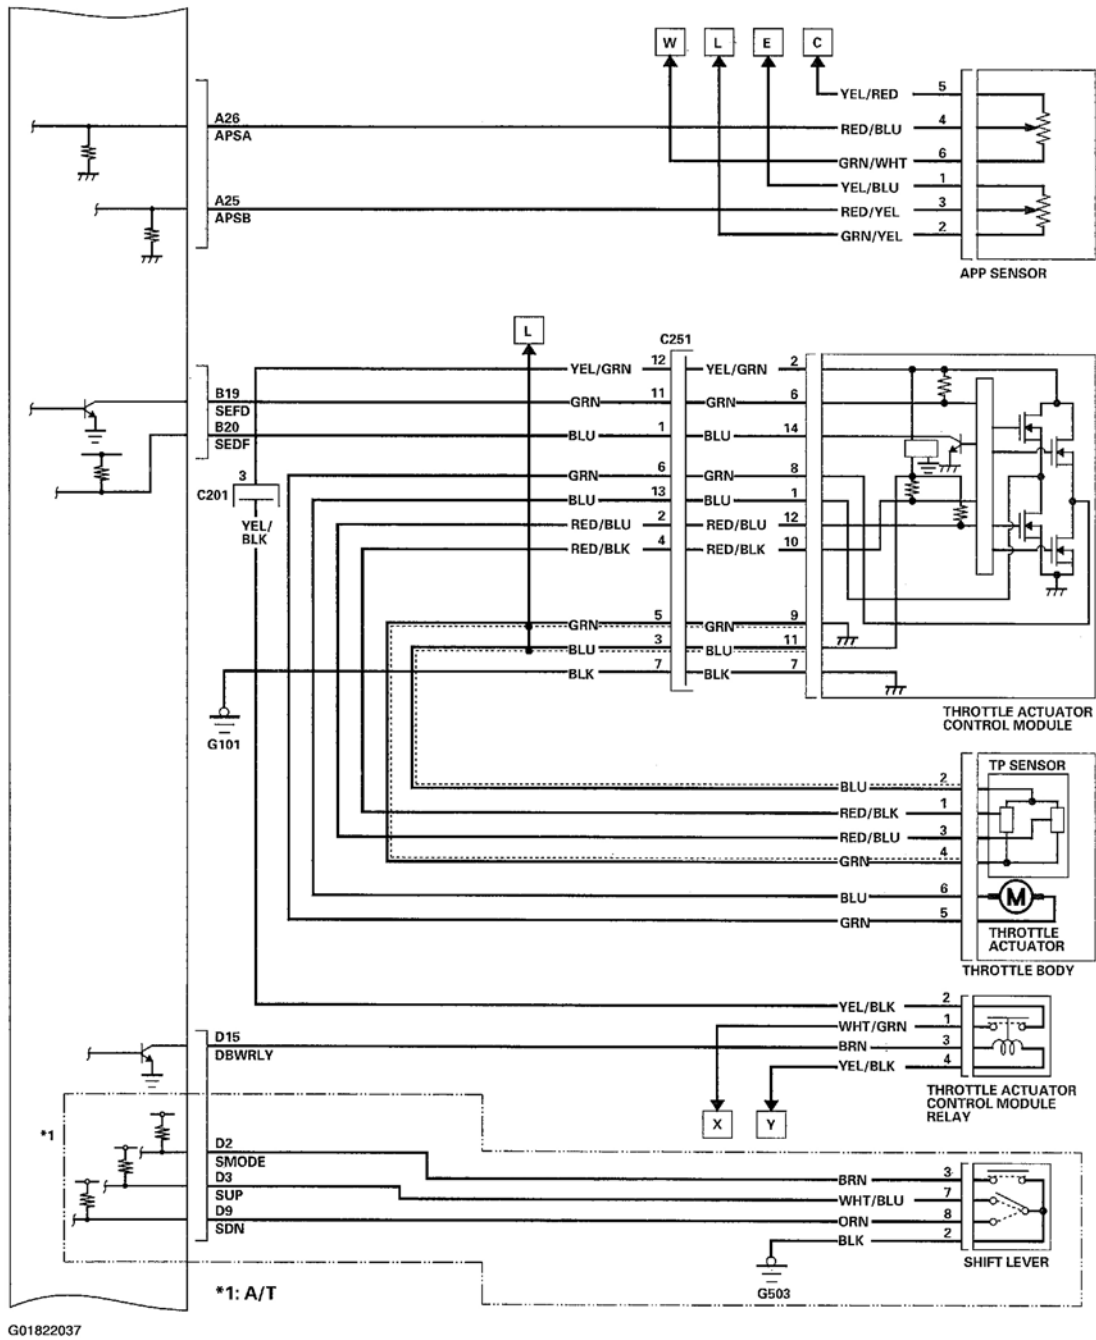 W L E C
YEL/RED 5
A26 RED/BLU 4
APSA
GRN/WHT 6
YEL/BLU 1
A25 RED/YEL 3
APSB
GRN/YEL 2
APP SENSOR
L
C251
YEL/GRN 12 YEL/GRN 2
B19 GRN 11 GRN 6
SEFD
B20 BLU 1 BLU 14
SEDF
3 GRN 6 GRN 8
C201 BLU 13 BLU 1
YEL/
BLK
RED/BLU 2 RED/BLU 12
RED/BLK 4 RED/BLK 10
GRN 5 GRN 9
BLU 3 BLU 11
BLK 7 BLK 7
G101
THROTTLE ACTUATOR
CONTROL MODULE
TP SENSOR
BLU 2
RED/BLK 1
RED/BLU 3
GRN 4
BLU 6
M
GRN 5
THROTTLE
ACTUATOR
THROTTLE BODY
YEL/BLK 2
WHT/GRN 1
D15 BRN 3
DBWRLY
YEL/BLK 4
THROTTLE ACTUATOR
CONTROL MODULE
RELAY
X Y
*1
D2
SMODE
BRN 3
D3
SUP
WHT/BLU 7
D9
SDN
ORN 8
BLK 2
SHIFT LEVER
G503
*1: A/T
G01822037